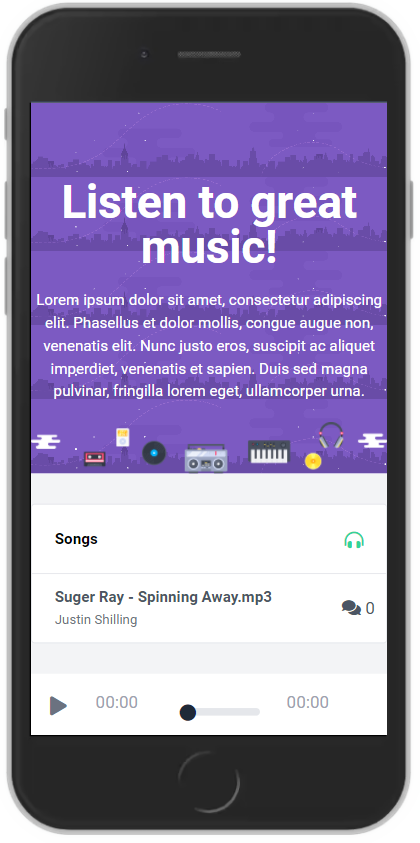 Listen to great
music!
Lorem ipsum dolor sit amet, consectetur adipiscing
elit. Phasellus et dolor mollis, congue augue non,
venenatis elit. Nunc justo eros, suscipit ac aliquet
imperdiet, venenatis et sapien. Duis sed magna
pulvinar, fringilla lorem eget, ullamcorper urna.
Songs
Suger Ray - Spinning Away.mp3
Justin Shilling
0
00:00
00:00